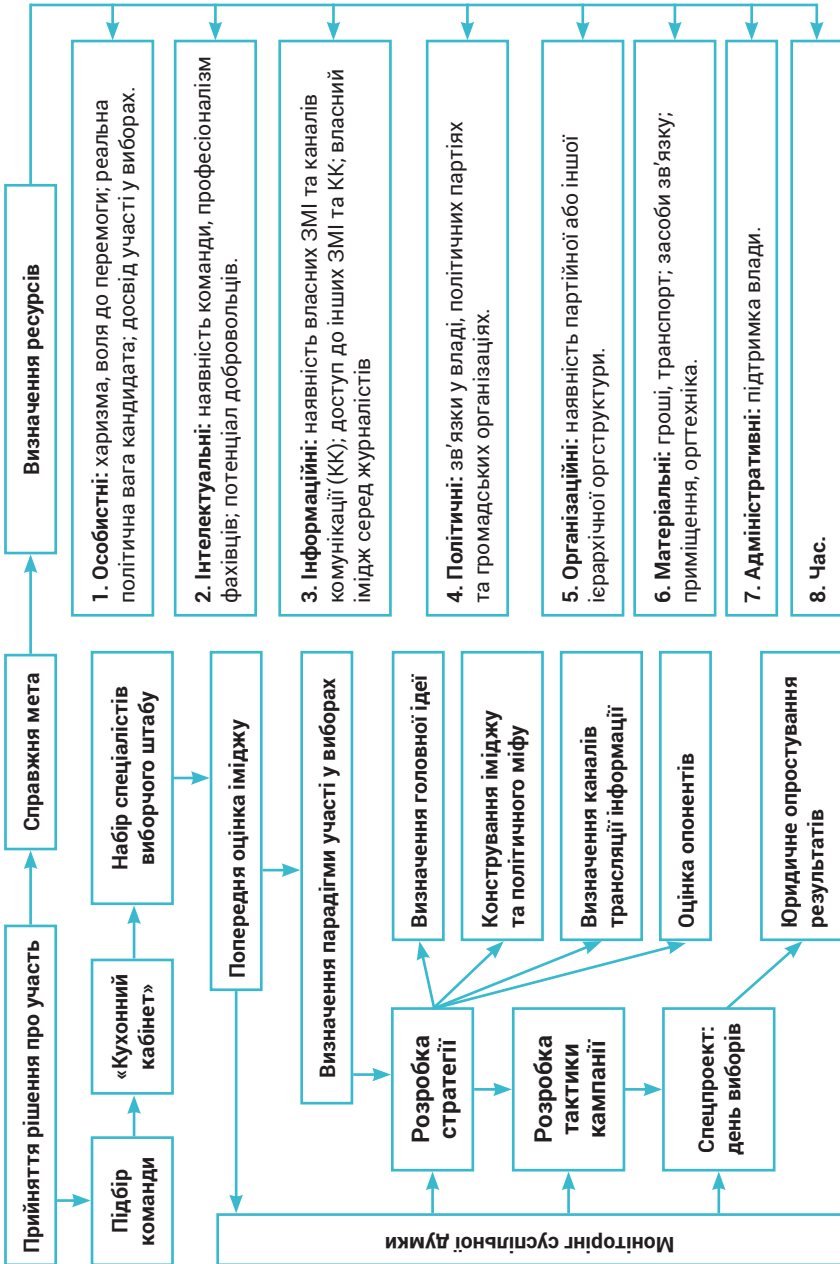 Прийняття рішення про участь
Справжня мета
Визначення ресурсів
Підбір
команди
«Кухонний
кабінет»
Набір спеціалістів
виборчого штабу
Попередня оцінка іміджу
Визначення парадігми участі у виборах
Моніторінг суспільної думки
Розробка
стратегії
Визначення головної ідеї
Констрування іміджу
та політичного міфу
Визначення каналів
трансляції інформації
Оцінка опонентів
Розробка
тактики
кампанії
Спецпроект:
день виборів
Юридичне опростування
результатів
1. Особистні: харизма, воля до перемоги; реальна
політична вага кандидата; досвід участі у виборах.
2. Інтелектуальні: наявність команди, професіоналізм
фахівців; потенціал добровольців.
3. Інформаційні: наявність власних ЗМІ та каналів
комунікації (КК); доступ до інших ЗМІ та КК; власний
імідж серед журналістів
4. Політичні: зв'язки у владі, політичних партіях
та громадських організаціях.
5. Організаційні: наявність партійної або іншої
ієрархічної оргструктури.
6. Матеріальні: гроші, транспорт; засоби зв'язку;
приміщення, оргтехніка.
7. Адміністративні: підтримка влади.
8. Час.